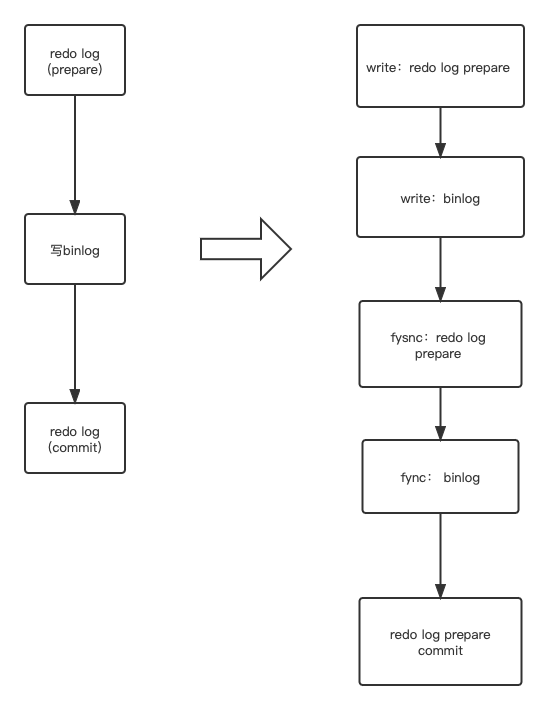 redo log
(prepare)
写binlog
redo log
(commit)
write：redo log prepare
write：binlog
fysnc：redo log
prepare
fync： binlog
redo log prepare
commit